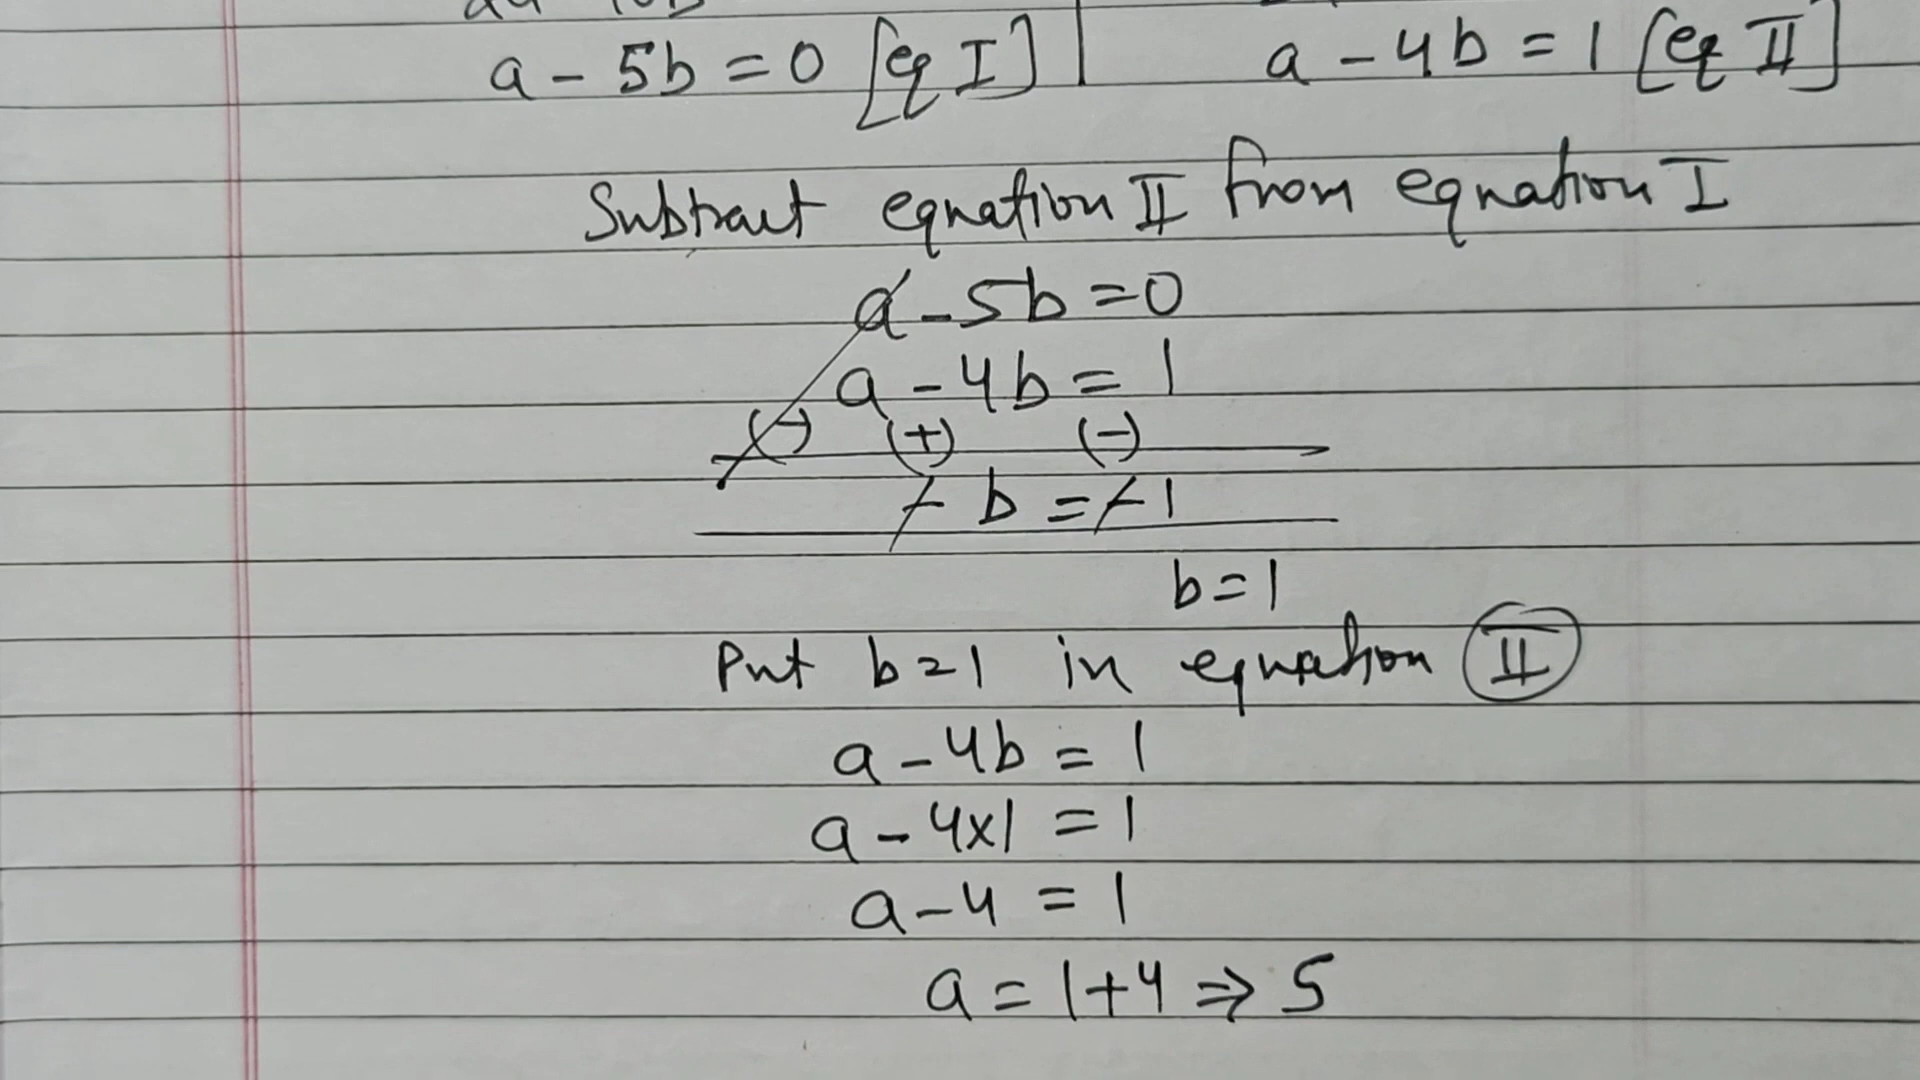 a - 5b = 0 [eq I] | a - 4b = 1 [eq II]
Subtract equation II from equation I
a - 5b = 0
a - 4b = 1
(-) (+) (-)
- b = - 1
b = 1
Put b = 1 in equation II
a - 4b = 1
a - 4x1 = 1
a - 4 = 1
a = 1+4 ⇒ 5